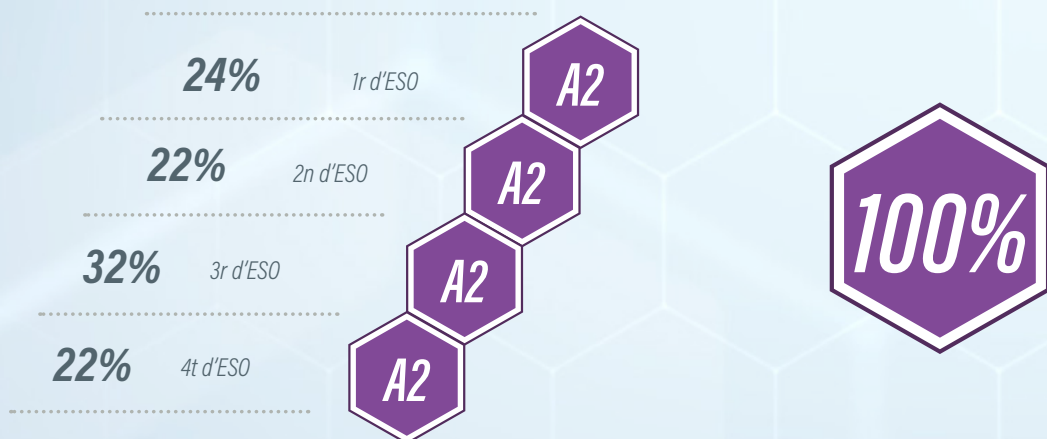 24% 1r d'ESO A2
22% 2n d'ESO A2
100%
32% 3r d'ESO A2
22% 4t d'ESO A2